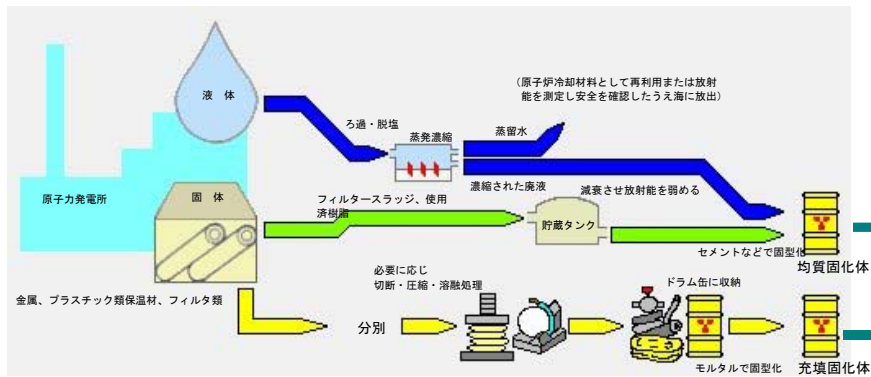 液 体
（原子炉冷却材料として再利用または放射
能を測定し安全を確認したうえ海に放出）
ろ過・脱塩
蒸発濃縮
蒸留水
濃縮された廃液
減衰させ放射能を弱める
原子力発電所
固 体
フィルタースラッジ、使用
済樹脂
貯蔵タンク
セメントなどで固型化
均質固化体
金属、プラスチック類保温材、フィルタ類
必要に応じ
切断・圧縮・溶融処理
分別
ドラム缶に収納
モルタルで固型化
充填固化体